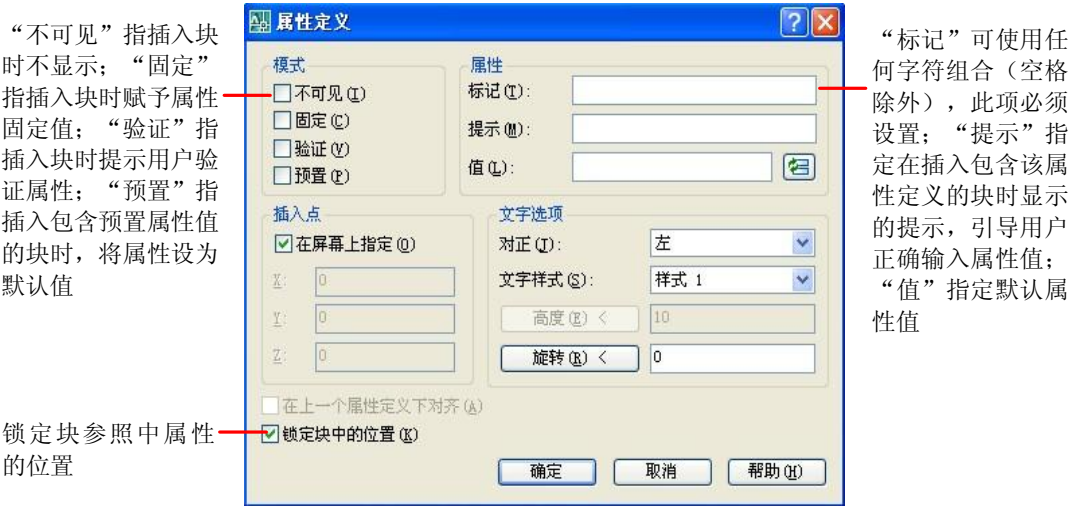 “不可见”指插入块
时不显示；“固定”
指插入块时赋予属性
固定值；“验证”指
插入块时提示用户验
证属性；“预置”指
插入包含预置属性值
的块时，将属性设为
默认值
锁定块参照中属性
的位置
属性定义
模式
不可见(I)
固定(C)
验证(V)
预置(P)
属性
标记(T):
提示(M):
值(L):
插入点
在屏幕上指定(O)
X: 0
Y: 0
Z: 0
文字选项
对正(J): 左
文字样式(S): 样式 1
高度(E) < 10
旋转(R) < 0
在上一个属性定义下对齐(A)
锁定块中的位置(K)
确定 取消 帮助(H)
“标记”可使用任
何字符组合（空格
除外），此项必须
设置；“提示”指
定在插入包含该属
性定义的块时显示
的提示，引导用户
正确输入属性值；
“值”指定默认属
性值